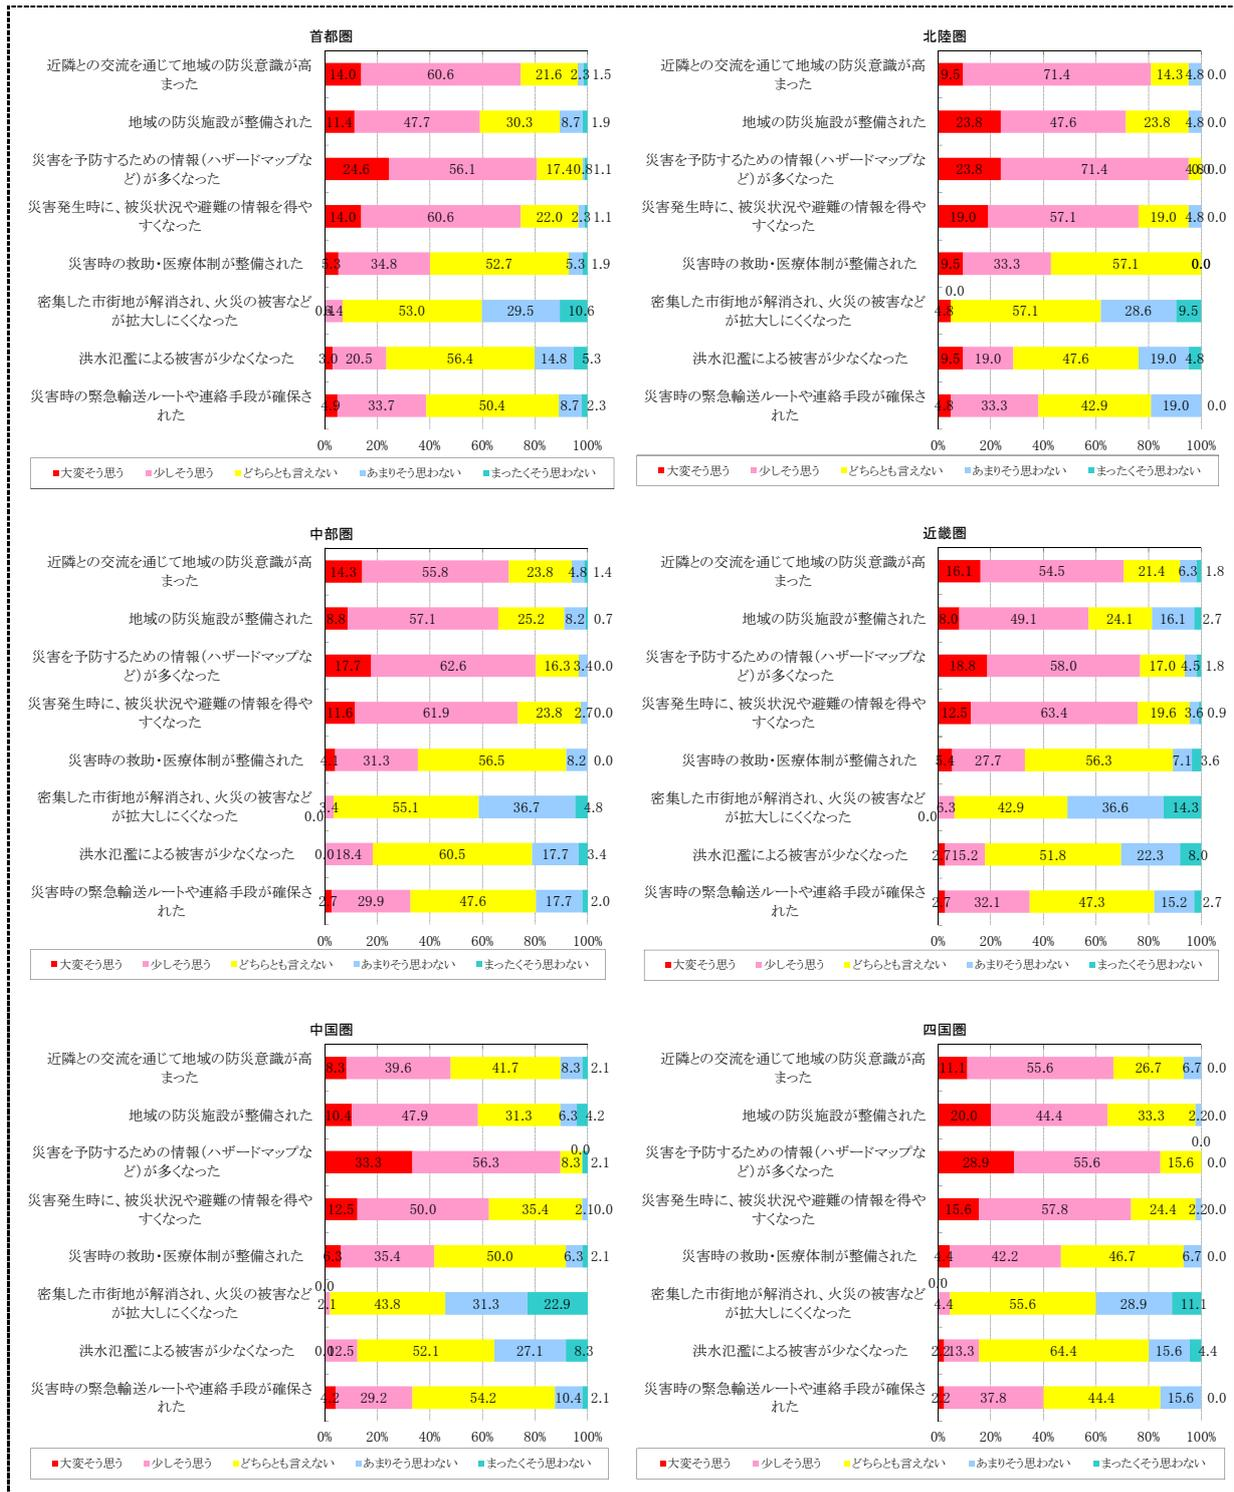 首都圏
近隣との交流を通じて地域の防災意識が高
まった
14.0 60.6 21.6 2.3 1.5
地域の防災施設が整備された
11.4 47.7 30.3 8.7 1.9
災害を予防するための情報(ハザードマップな
ど)が多くなった
24.6 56.1 17.4 0.8 1.1
災害発生時に、被災状況や避難の情報を得や
すくなった
14.0 60.6 22.0 2.3 1.1
災害時の救助・医療体制が整備された
5.3 34.8 52.7 5.3 1.9
密集した市街地が解消され、火災の被害など
が拡大しにくくなった
53.0 29.5 10.6
洪水氾濫による被害が少なくなった
3.0 20.5 56.4 14.8 5.3
災害時の緊急輸送ルートや連絡手段が確保さ
れた
4.9 33.7 50.4 8.7 2.3
0% 20% 40% 60% 80% 100%
大変そう思う 少しそう思う どちらとも言えない あまりそう思わない まったくそう思わない
北陸圏
近隣との交流を通じて地域の防災意識が高
まった
9.5 71.4 14.3 4.8 0.0
地域の防災施設が整備された
23.8 47.6 23.8 4.8 0.0
災害を予防するための情報(ハザードマップな
ど)が多くなった
23.8 71.4 4.8 0.0 0.0
災害発生時に、被災状況や避難の情報を得や
すくなった
19.0 57.1 19.0 4.8 0.0
災害時の救助・医療体制が整備された
9.5 33.3 57.1 0.0
0.0
密集した市街地が解消され、火災の被害など
が拡大しにくくなった
4.8 57.1 28.6 9.5
洪水氾濫による被害が少なくなった
9.5 19.0 47.6 19.0 4.8
災害時の緊急輸送ルートや連絡手段が確保さ
れた
4.8 33.3 42.9 19.0 0.0
0% 20% 40% 60% 80% 100%
大変そう思う 少しそう思う どちらとも言えない あまりそう思わない まったくそう思わない
中部圏
近隣との交流を通じて地域の防災意識が高
まった
14.3 55.8 23.8 4.8 1.4
地域の防災施設が整備された
8.8 57.1 25.2 8.2 0.7
災害を予防するための情報(ハザードマップな
ど)が多くなった
17.7 62.6 16.3 3.4 0.0
災害発生時に、被災状況や避難の情報を得や
すくなった
11.6 61.9 23.8 2.7 0.0
災害時の救助・医療体制が整備された
4.1 31.3 56.5 8.2 0.0
密集した市街地が解消され、火災の被害など
が拡大しにくくなった
0.0 3.4 55.1 36.7 4.8
洪水氾濫による被害が少なくなった
0.0 18.4 60.5 17.7 3.4
災害時の緊急輸送ルートや連絡手段が確保さ
れた
2.7 29.9 47.6 17.7 2.0
0% 20% 40% 60% 80% 100%
大変そう思う 少しそう思う どちらとも言えない あまりそう思わない まったくそう思わない
近畿圏
近隣との交流を通じて地域の防災意識が高
まった
16.1 54.5 21.4 6.3 1.8
地域の防災施設が整備された
8.0 49.1 24.1 16.1 2.7
災害を予防するための情報(ハザードマップな
ど)が多くなった
18.8 58.0 17.0 4.5 1.8
災害発生時に、被災状況や避難の情報を得や
すくなった
12.5 63.4 19.6 3.6 0.9
災害時の救助・医療体制が整備された
5.4 27.7 56.3 7.1 3.6
密集した市街地が解消され、火災の被害など
が拡大しにくくなった
0.0 6.3 42.9 36.6 14.3
洪水氾濫による被害が少なくなった
2.7 15.2 51.8 22.3 8.0
災害時の緊急輸送ルートや連絡手段が確保さ
れた
2.7 32.1 47.3 15.2 2.7
0% 20% 40% 60% 80% 100%
大変そう思う 少しそう思う どちらとも言えない あまりそう思わない まったくそう思わない
中国圏
近隣との交流を通じて地域の防災意識が高
まった
8.3 39.6 41.7 8.3 2.1
地域の防災施設が整備された
10.4 47.9 31.3 6.3 4.2
0.0
災害を予防するための情報(ハザードマップな
ど)が多くなった
33.3 56.3 8.3 2.1
災害発生時に、被災状況や避難の情報を得や
すくなった
12.5 50.0 35.4 2.1 0.0
災害時の救助・医療体制が整備された
6.3 35.4 50.0 6.3 2.1
0.0
密集した市街地が解消され、火災の被害など
が拡大しにくくなった
2.1 43.8 31.3 22.9
洪水氾濫による被害が少なくなった
0.0 12.5 52.1 27.1 8.3
災害時の緊急輸送ルートや連絡手段が確保さ
れた
4.2 29.2 54.2 10.4 2.1
0% 20% 40% 60% 80% 100%
大変そう思う 少しそう思う どちらとも言えない あまりそう思わない まったくそう思わない
四国圏
近隣との交流を通じて地域の防災意識が高
まった
11.1 55.6 26.7 6.7 0.0
地域の防災施設が整備された
20.0 44.4 33.3 2.2 0.0
0.0
災害を予防するための情報(ハザードマップな
ど)が多くなった
28.9 55.6 15.6 0.0
災害発生時に、被災状況や避難の情報を得や
すくなった
15.6 57.8 24.4 2.2 0.0
災害時の救助・医療体制が整備された
4.4 42.2 46.7 6.7 0.0
0.0
密集した市街地が解消され、火災の被害など
が拡大しにくくなった
4.4 55.6 28.9 11.1
洪水氾濫による被害が少なくなった
2.2 13.3 64.4 15.6 4.4
災害時の緊急輸送ルートや連絡手段が確保さ
れた
2.2 37.8 44.4 15.6 0.0
0% 20% 40% 60% 80% 100%
大変そう思う 少しそう思う どちらとも言えない あまりそう思わない まったくそう思わない